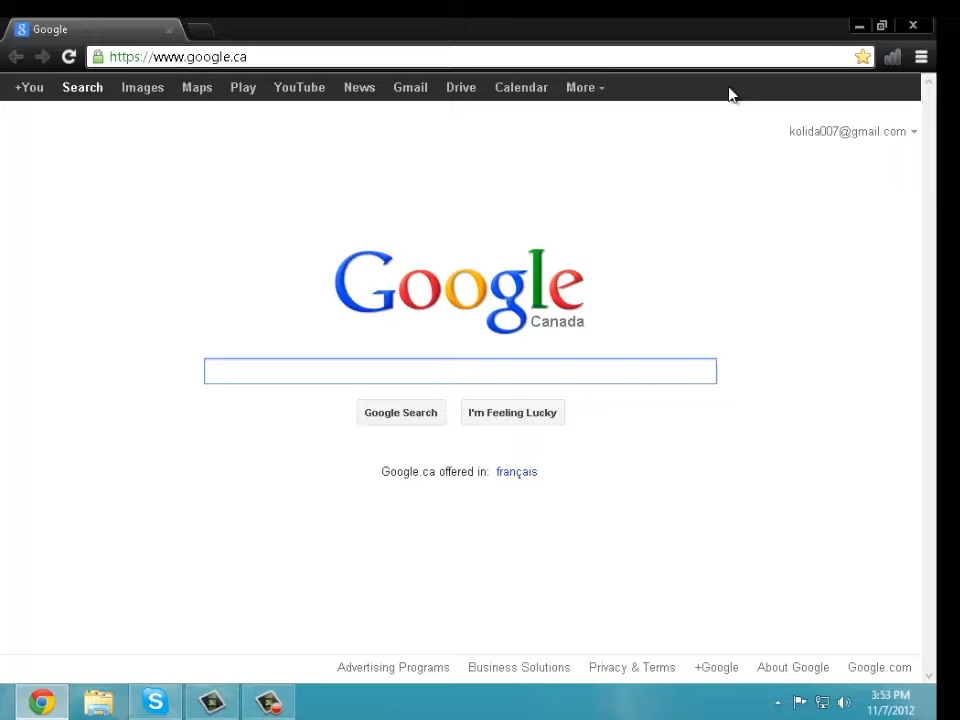 Google
https://www.google.ca
+You Search Images Maps Play YouTube News Gmail Drive Calendar More
kolida007@gmail.com
Google
Canada
Google Search I'm Feeling Lucky
Google.ca offered in: français
Advertising Programs Business Solutions Privacy & Terms +Google About Google Google.com
3:53 PM
11/7/2012